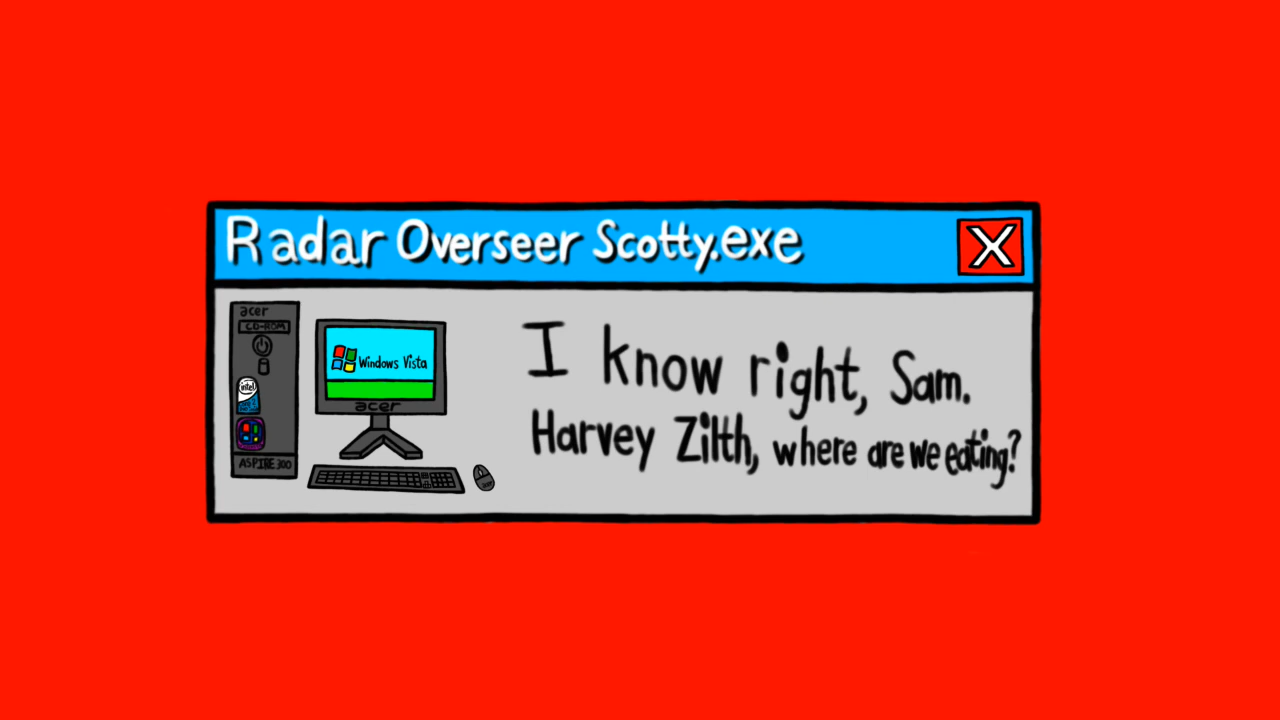 Radar Overseer Scotty.exe
X
acer
CD-ROM
intel
ASPIRE 300
Windows Vista
acer
I know right, Sam.
Harvey Zilth, where are we eating?